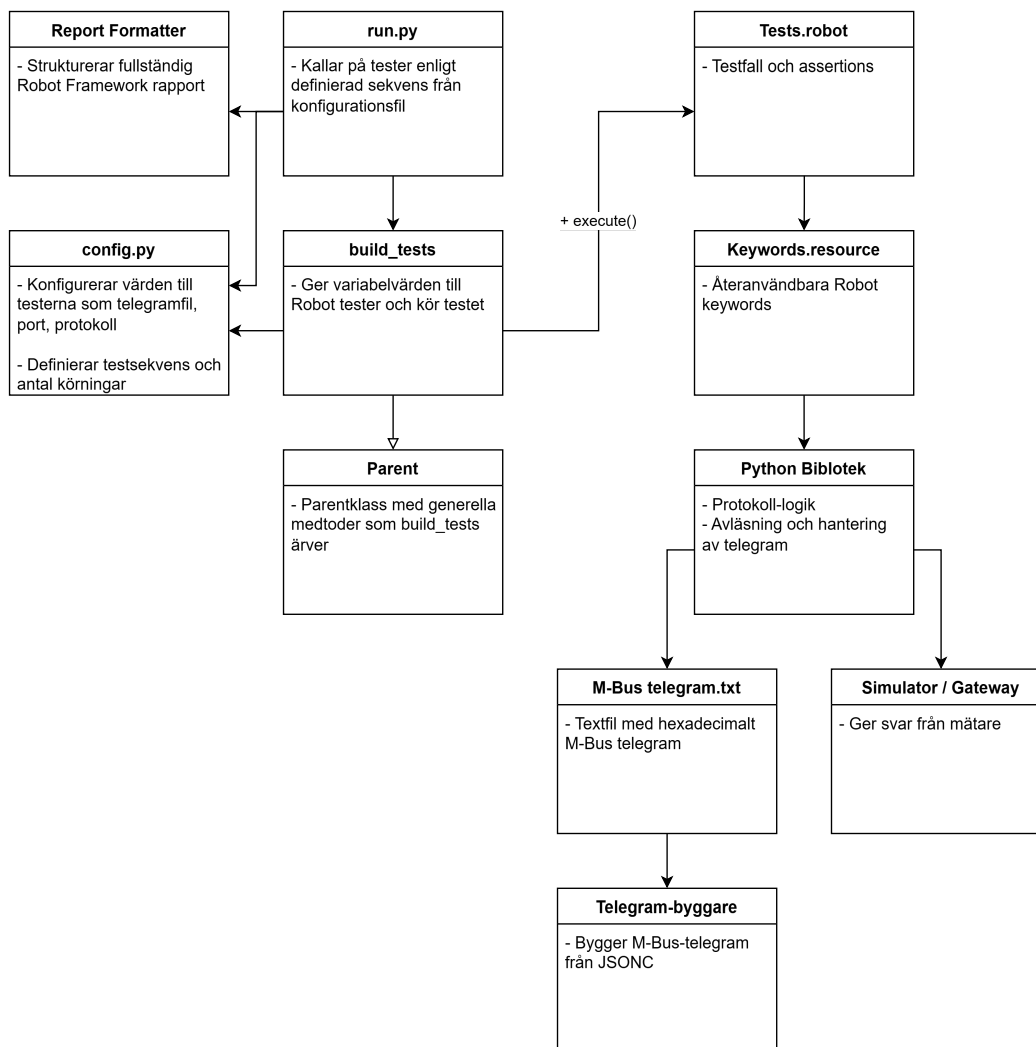 Report Formatter
- Strukturerar fullständig
Robot Framework rapport
run.py
- Kallar på tester enligt
definierad sekvens från
konfigurationsfil
Tests.robot
- Testfall och assertions
+ execute()
config.py
- Konfigurerar värden till
testerna som telegramfil,
port, protokoll
- Definierar testsekvens och
antal körningar
build_tests
- Ger variabelvärden till
Robot tester och kör testet
Keywords.resource
- Återanvändbara Robot
keywords
Parent
- Parentklass med generella
medtoder som build_tests
ärver
Python Biblotek
- Protokoll-logik
- Avläsning och hantering
av telegram
M-Bus telegram.txt
- Textfil med hexadecimalt
M-Bus telegram
Simulator / Gateway
- Ger svar från mätare
Telegram-byggare
- Bygger M-Bus-telegram
från JSONC